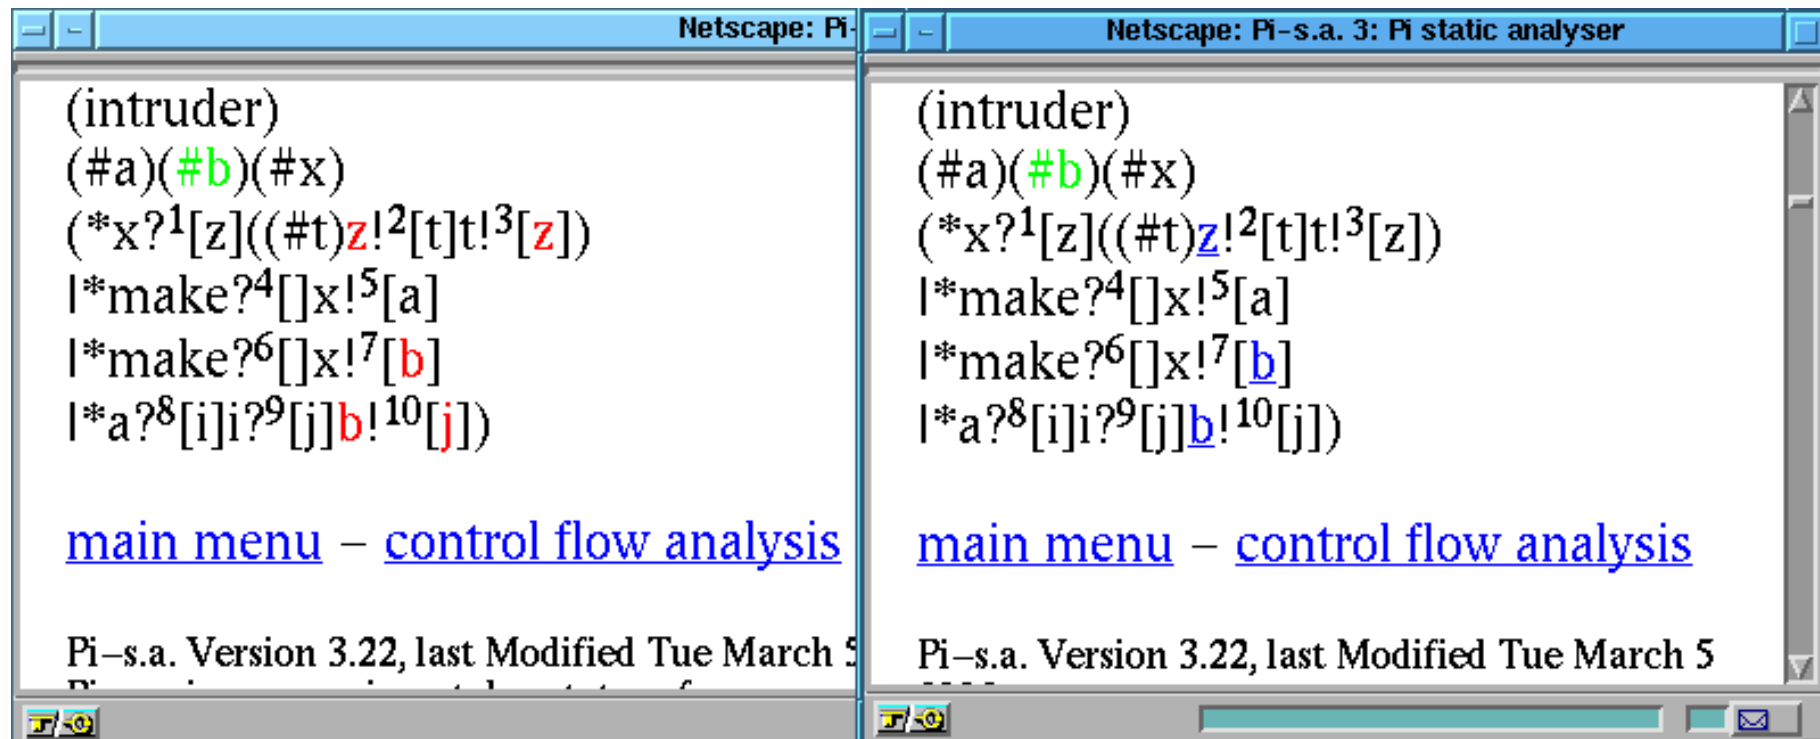 Netscape: Pi-
(intruder)
(#a)(#b)(#x)
(*x?¹[z]((#t)z!²[t]t!³[z])
|*make?⁴[]x!⁵[a]
|*make?⁶[]x!⁷[b]
|*a?⁸[i]i?⁹[j]b!¹⁰[j])
main menu – control flow analysis
Pi–s.a. Version 3.22, last Modified Tue March 5
Netscape: Pi-s.a. 3: Pi static analyser
(intruder)
(#a)(#b)(#x)
(*x?¹[z]((#t)z!²[t]t!³[z])
|*make?⁴[]x!⁵[a]
|*make?⁶[]x!⁷[b]
|*a?⁸[i]i?⁹[j]b!¹⁰[j])
main menu – control flow analysis
Pi–s.a. Version 3.22, last Modified Tue March 5